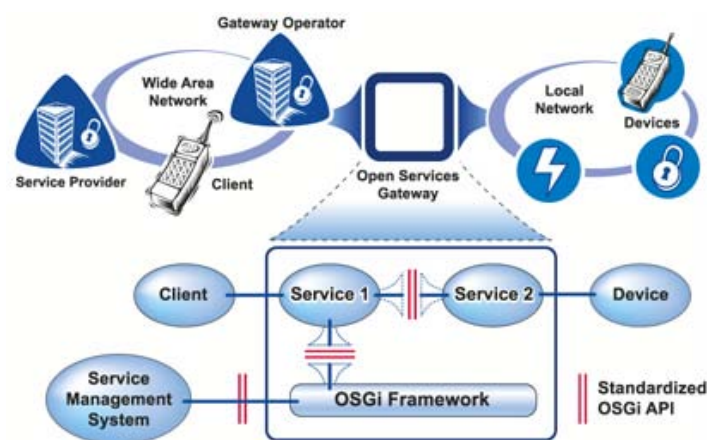 Gateway Operator
Wide Area
Network
Service Provider
Client
Open Services
Gateway
Local
Network
Devices
Client
Service 1
Service 2
Device
Service
Management
System
OSGi Framework
Standardized
OSGi API